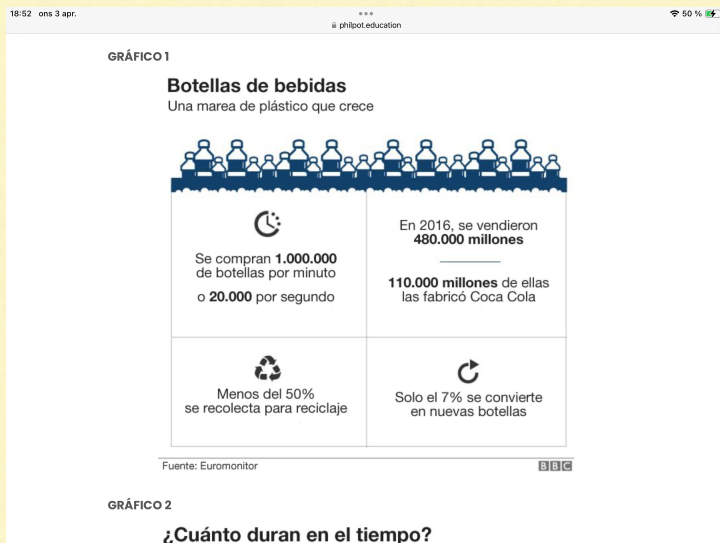 18:52 ons 3 apr.
50 %
philpot.education
GRÁFICO 1
Botellas de bebidas
Una marea de plástico que crece
Se compran 1.000.000
de botellas por minuto
o 20.000 por segundo
En 2016, se vendieron
480.000 millones
110.000 millones de ellas
las fabricó Coca Cola
Menos del 50%
se recolecta para reciclaje
Solo el 7% se convierte
en nuevas botellas
Fuente: Euromonitor
BBC
GRÁFICO 2
¿Cuánto duran en el tiempo?